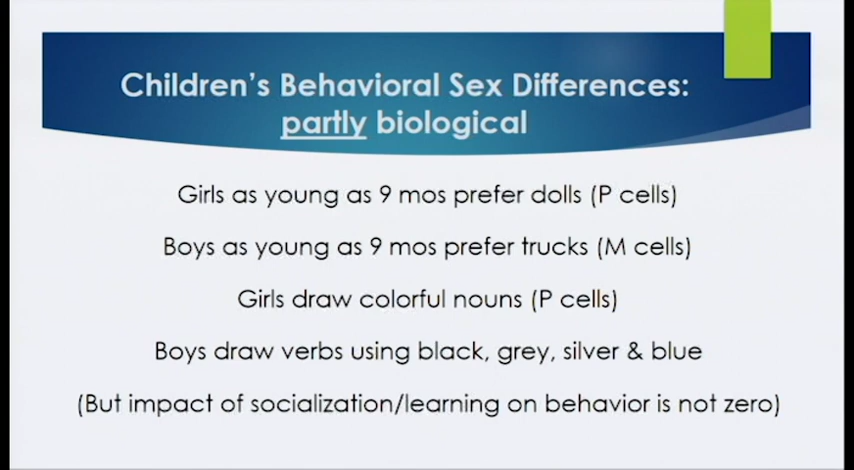 Children's Behavioral Sex Differences:
partly biological
Girls as young as 9 mos prefer dolls (P cells)
Boys as young as 9 mos prefer trucks (M cells)
Girls draw colorful nouns (P cells)
Boys draw verbs using black, grey, silver & blue
(But impact of socialization/learning on behavior is not zero)